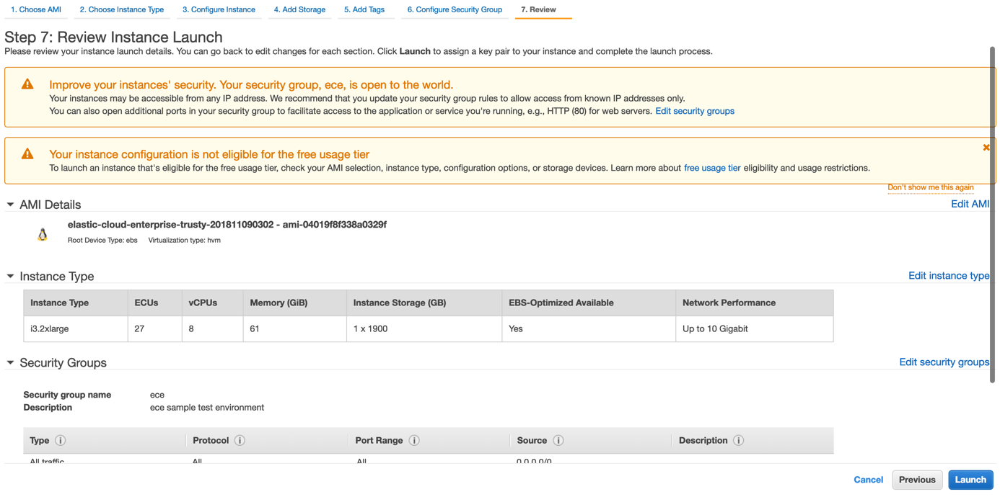 1. Choose AMI 2. Choose Instance Type 3. Configure Instance 4. Add Storage 5. Add Tags 6. Configure Security Group 7. Review
Step 7: Review Instance Launch
Please review your instance launch details. You can go back to edit changes for each section. Click Launch to assign a key pair to your instance and complete the launch process.
Improve your instances' security. Your security group, ece, is open to the world.
Your instances may be accessible from any IP address. We recommend that you update your security group rules to allow access from known IP addresses only.
You can also open additional ports in your security group to facilitate access to the application or service you're running, e.g., HTTP (80) for web servers. Edit security groups
Your instance configuration is not eligible for the free usage tier
To launch an instance that's eligible for the free usage tier, check your AMI selection, instance type, configuration options, or storage devices. Learn more about free usage tier eligibility and usage restrictions.
Don't show me this again
AMI Details Edit AMI
elastic-cloud-enterprise-trusty-201811090302 - ami-04019f8f338a0329f
Root Device Type: ebs Virtualization type: hvm
Instance Type Edit instance type
Instance Type ECUs vCPUs Memory (GiB) Instance Storage (GB) EBS-Optimized Available Network Performance
i3.2xlarge 27 8 61 1 x 1900 Yes Up to 10 Gigabit
Security Groups Edit security groups
Security group name ece
Description ece sample test environment
Type Protocol Port Range Source Description
All traffic All All 0.0.0.0/0
Cancel Previous Launch